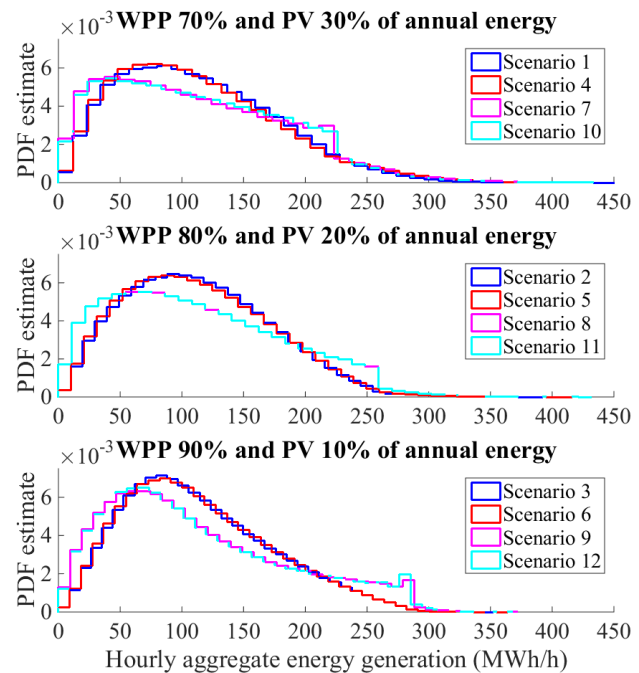 ×10⁻³
WPP 70% and PV 30% of annual energy
PDF estimate
6
4
2
0
Scenario 1
Scenario 4
Scenario 7
Scenario 10
0 50 100 150 200 250 300 350 400 450
×10⁻³
WPP 80% and PV 20% of annual energy
PDF estimate
6
4
2
0
Scenario 2
Scenario 5
Scenario 8
Scenario 11
0 50 100 150 200 250 300 350 400 450
×10⁻³
WPP 90% and PV 10% of annual energy
PDF estimate
6
4
2
0
Scenario 3
Scenario 6
Scenario 9
Scenario 12
0 50 100 150 200 250 300 350 400 450
Hourly aggregate energy generation (MWh/h)